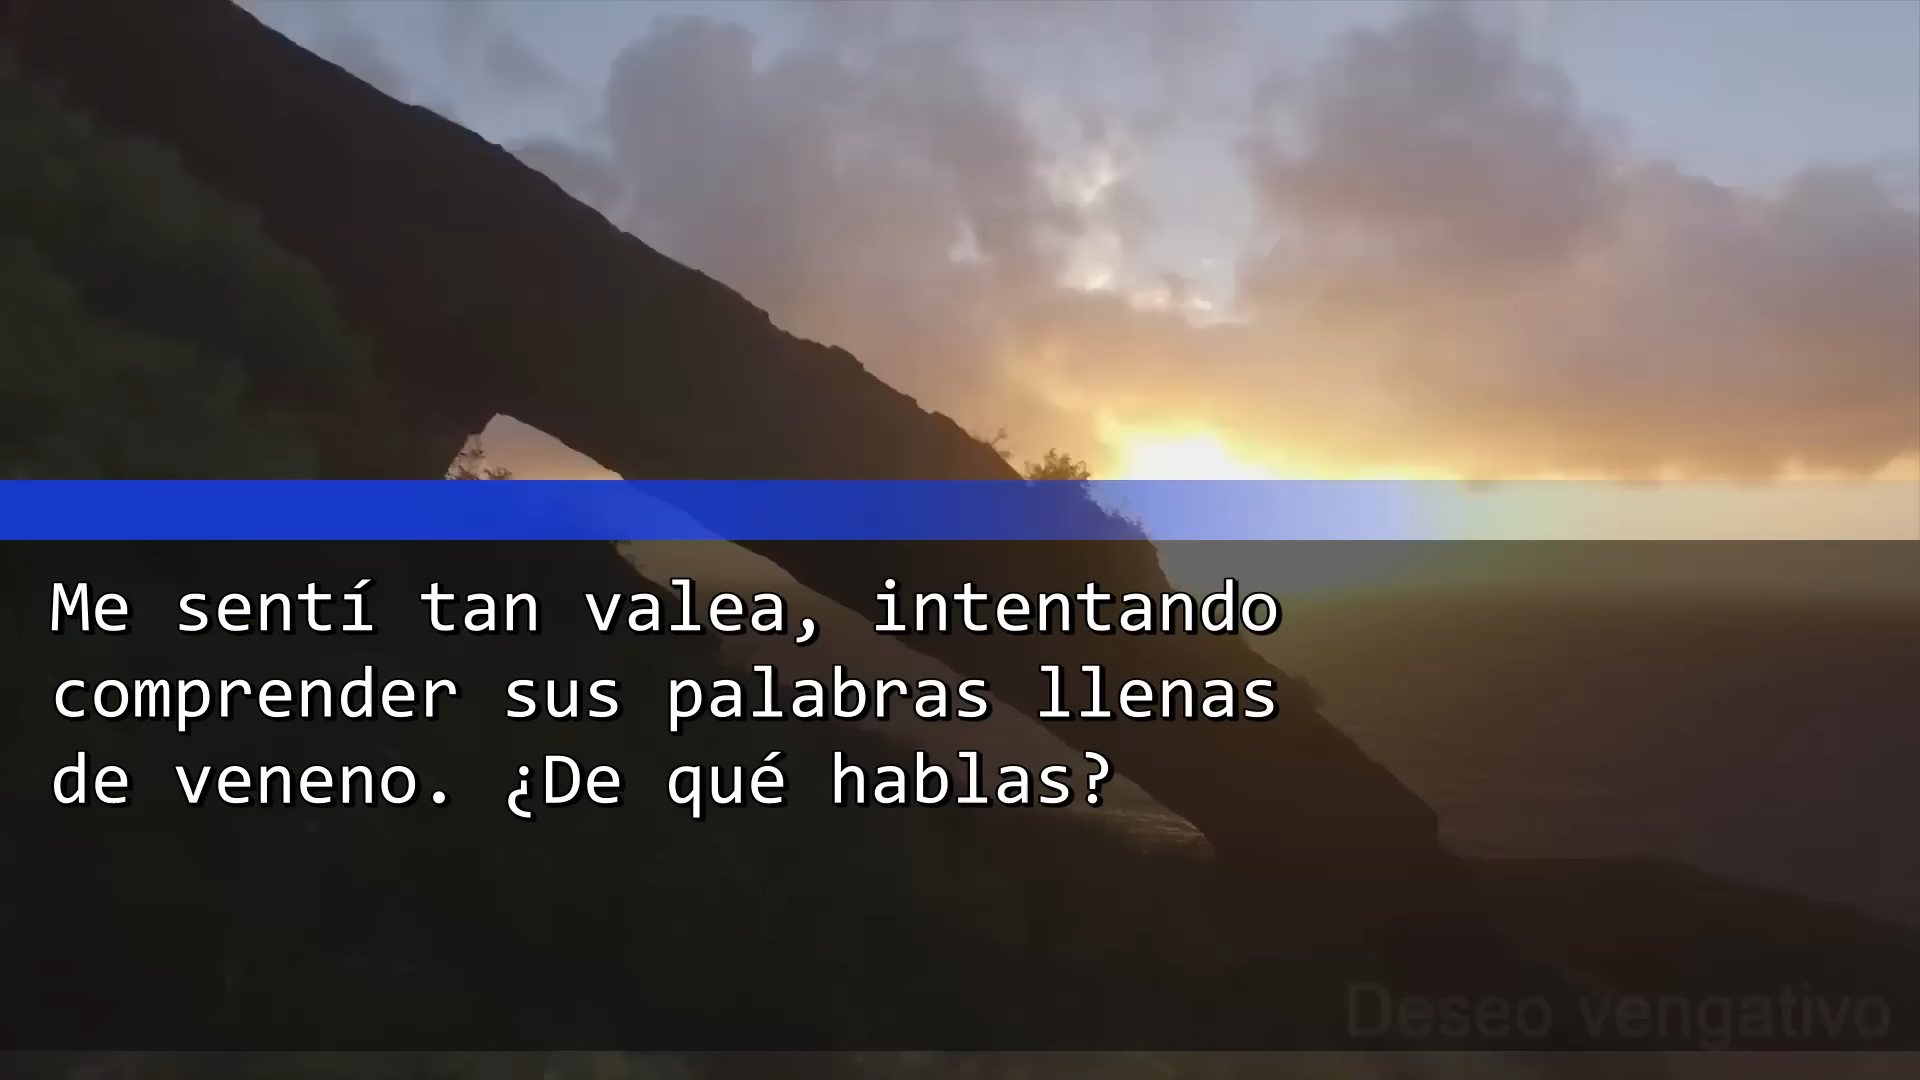 Me sentí tan valea, intentando
comprender sus palabras llenas
de veneno. ¿De qué hablas?
Deseo vengativo